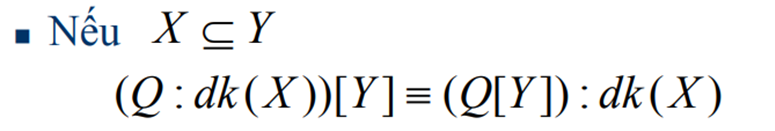 ▪ Nếu X ⊆ Y
(Q : dk(X))[Y] ≡ (Q[Y]) : dk(X)